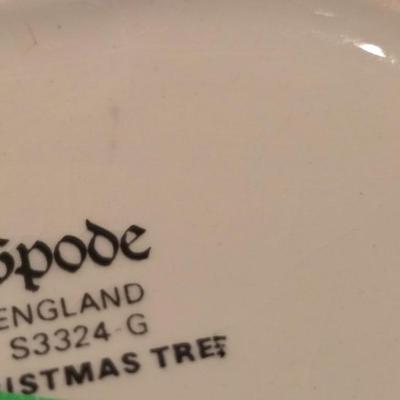 Spode
ENGLAND
S3324-G
ISTMAS TREE